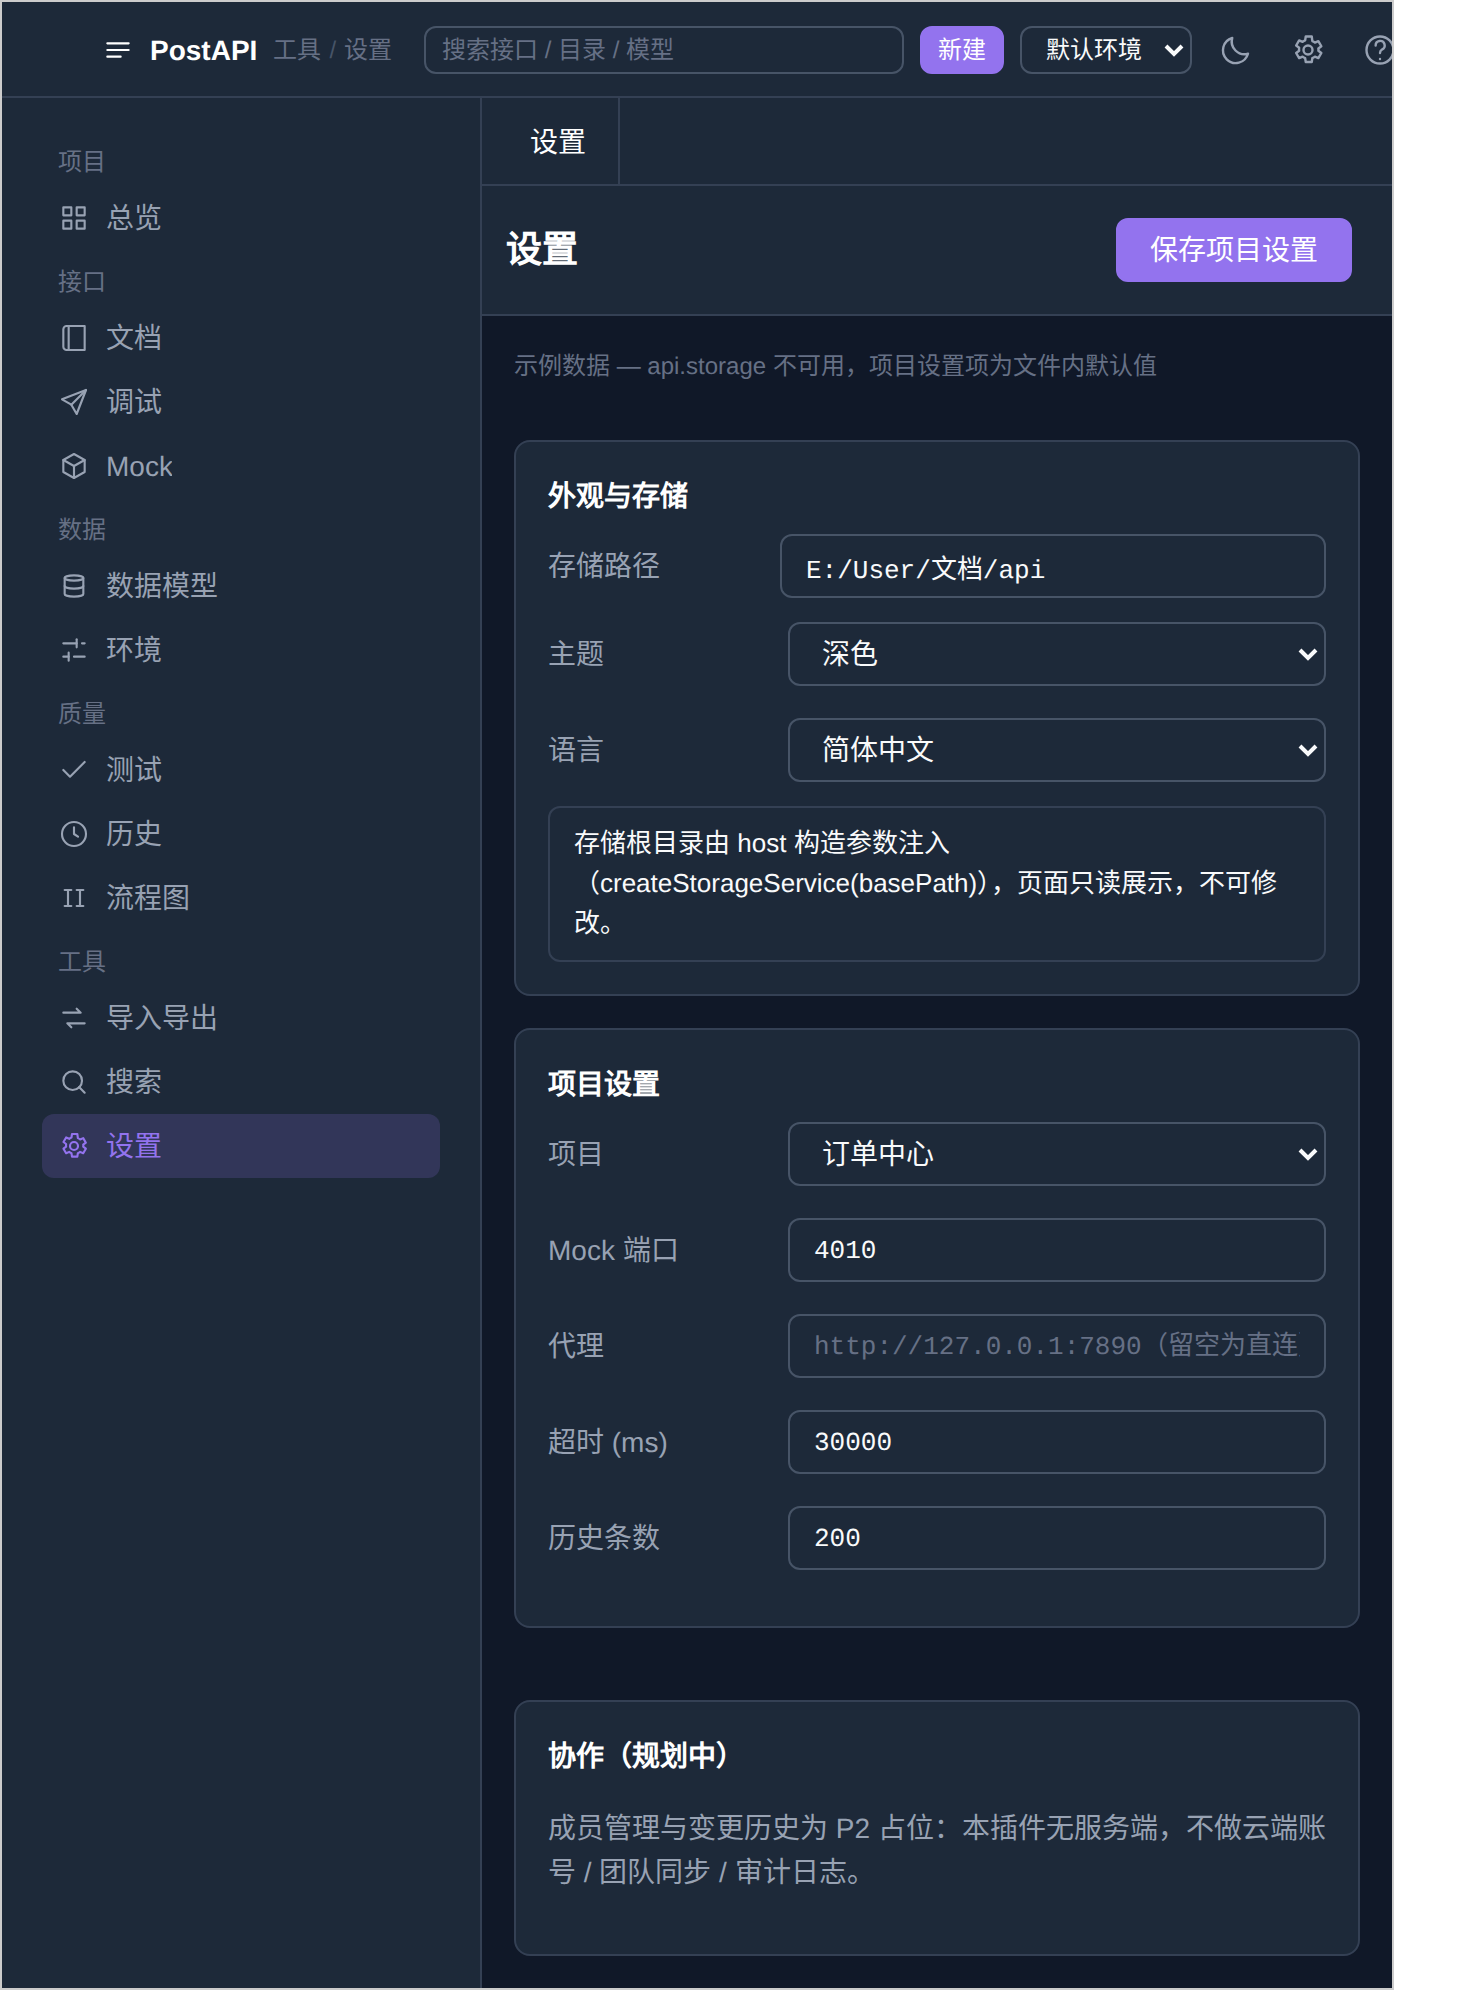 PostAPI 工具 / 设置 搜索接口 / 目录 / 模型 新建 默认环境
项目
总览
接口
文档
调试
Mock
数据
数据模型
环境
质量
测试
历史
流程图
工具
导入导出
搜索
设置
设置
设置 保存项目设置
示例数据 — api.storage 不可用，项目设置项为文件内默认值
外观与存储
存储路径 E:/User/文档/api
主题 深色
语言 简体中文
存储根目录由 host 构造参数注入
（createStorageService(basePath)），页面只读展示，不可修
改。
项目设置
项目 订单中心
Mock 端口 4010
代理 http://127.0.0.1:7890（留空为直连
超时 (ms) 30000
历史条数 200
协作（规划中）
成员管理与变更历史为 P2 占位：本插件无服务端，不做云端账
号 / 团队同步 / 审计日志。